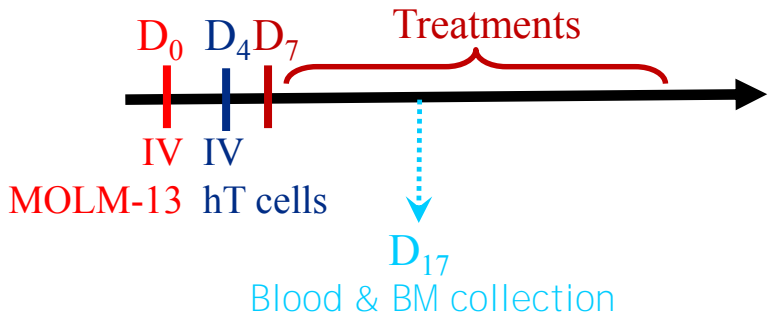 Treatments
D₀ D₄ D₇
IV IV
MOLM-13 hT cells
D₁₇
Blood & BM collection